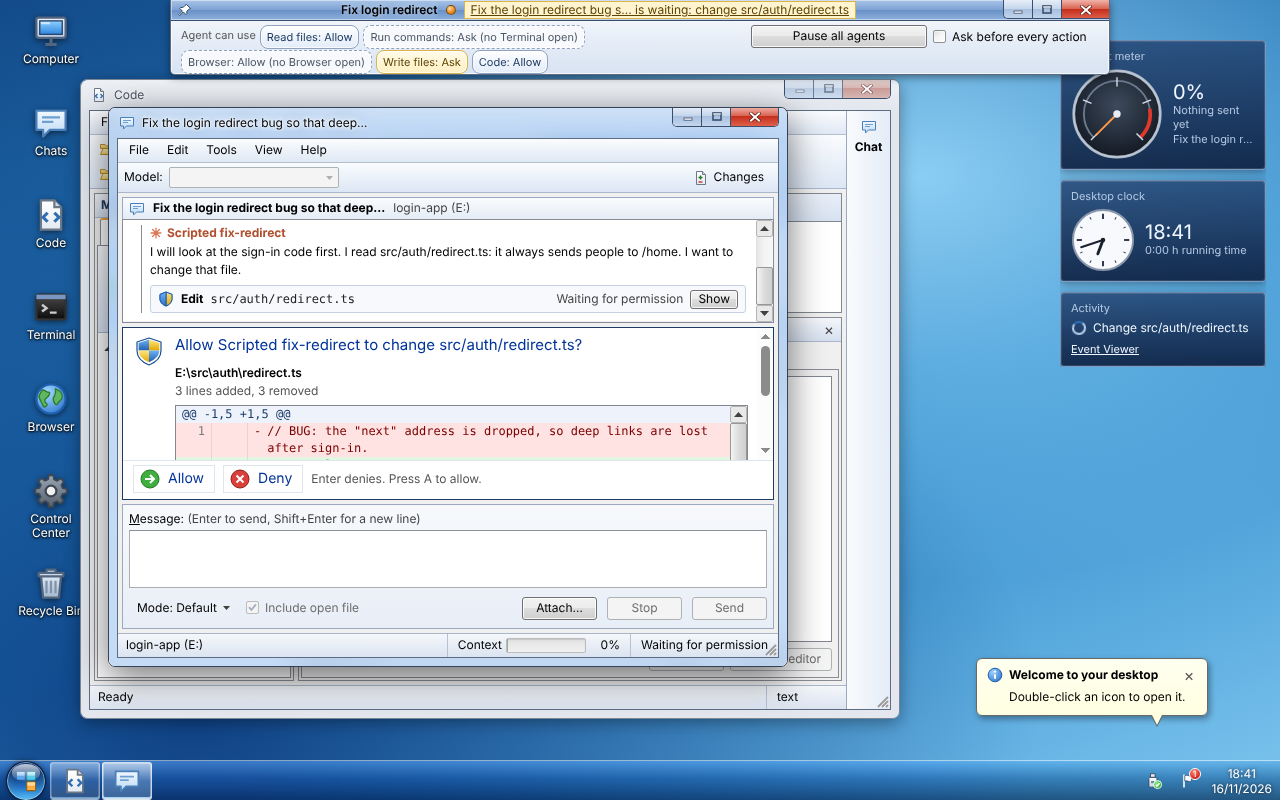 Fix login redirect
Fix the login redirect bug s... is waiting: change src/auth/redirect.ts
Agent can use
Read files: Allow
Run commands: Ask (no Terminal open)
Browser: Allow (no Browser open)
Write files: Ask
Code: Allow
Pause all agents
Ask before every action
Computer
Chats
Code
Terminal
Browser
Control
Center
Recycle Bin
Code
Chat
Fix the login redirect bug so that deep...
File Edit Tools View Help
Model:
Changes
Fix the login redirect bug so that deep... login-app (E:)
Scripted fix-redirect
I will look at the sign-in code first. I read src/auth/redirect.ts: it always sends people to /home. I want to
change that file.
Edit src/auth/redirect.ts
Waiting for permission
Show
Allow Scripted fix-redirect to change src/auth/redirect.ts?
E:\src\auth\redirect.ts
3 lines added, 3 removed
@@ -1,5 +1,5 @@
1 - // BUG: the "next" address is dropped, so deep links are lost
after sign-in.
Allow
Deny
Enter denies. Press A to allow.
Message: (Enter to send, Shift+Enter for a new line)
Mode: Default
Include open file
Attach...
Stop
Send
login-app (E:)
Context
0%
Waiting for permission
editor
Ready
text
meter
0%
Nothing sent
yet
Fix the login r...
Desktop clock
18:41
0:00 h running time
Activity
Change src/auth/redirect.ts
Event Viewer
Welcome to your desktop
Double-click an icon to open it.
1
18:41
16/11/2026